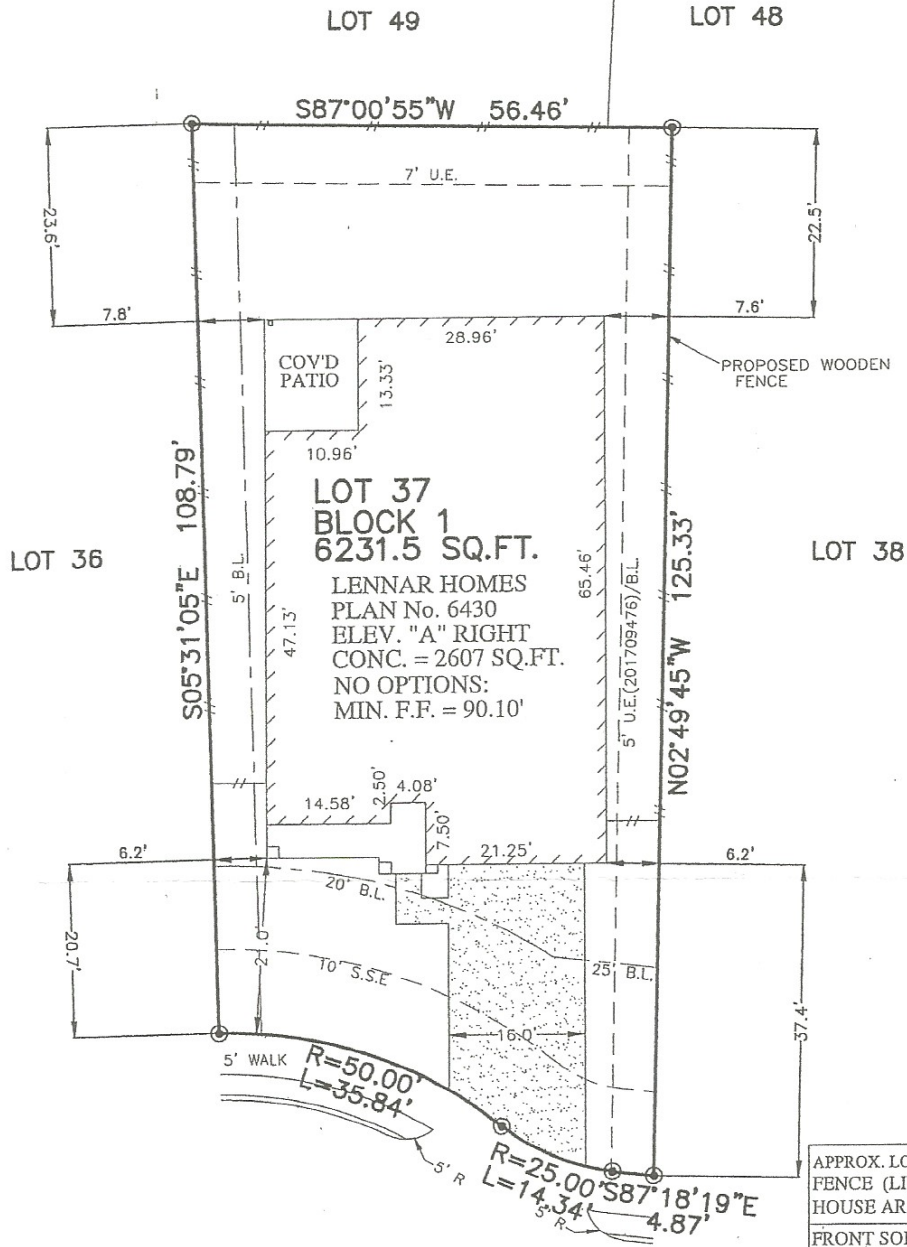 LOT 49
LOT 48
S87°00'55"W 56.46'
7' U.E.
23.6'
22.5'
7.8'
7.6'
28.96'
COV'D
PATIO
13.33'
PROPOSED WOODEN
FENCE
10.96'
S05°31'05"E 108.79'
LOT 37
BLOCK 1
6231.5 SQ.FT.
LOT 36
LOT 38
5' B.L.
65.46'
LENNAR HOMES
PLAN No. 6430
ELEV. "A" RIGHT
CONC. = 2607 SQ.FT.
NO OPTIONS:
MIN. F.F. = 90.10'
47.13'
5' U.E.(201709476)/B.L.
N02°49'45"W 125.33'
14.58'
2.50'
4.08'
7.50'
6.2'
21.25'
6.2'
20' B.L.
20.7'
21.0'
10' S.S.E
25' B.L.
37.4'
16.0'
5' WALK
R=50.00'
L=35.84'
5' R
R=25.00'
L=14.34'
S87°18'19"E
4.87'
5' R
APPROX. LO
FENCE (LI
HOUSE AR
FRONT SO